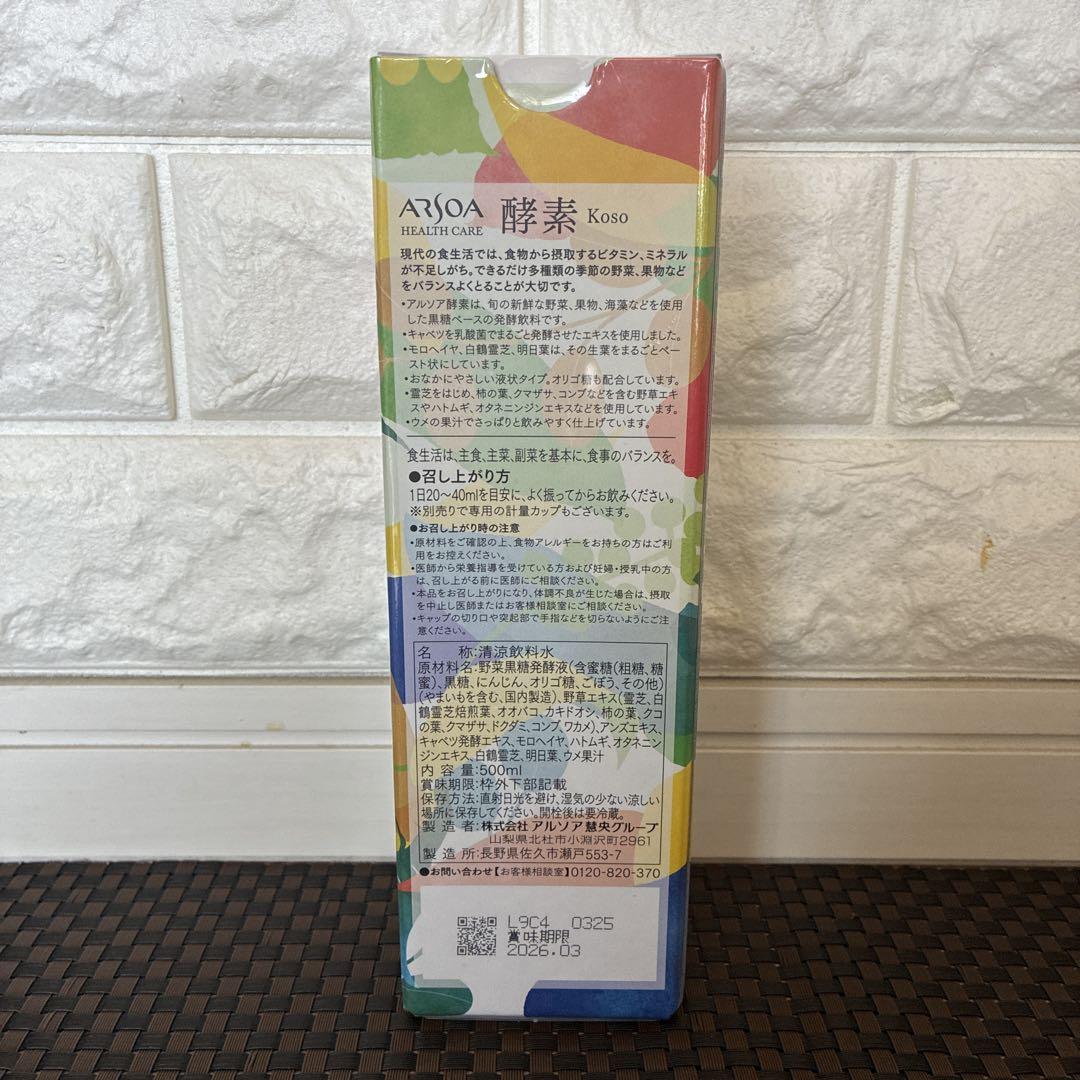 ARSOA 酵素 Koso
HEALTH CARE
現代の食生活では、食物から摂取するビタミン、ミネラル
が不足しがち。できるだけ多種類の季節の野菜、果物など
をバランスよくとることが大切です。
•アルソア酵素は、旬の新鮮な野菜、果物、海藻などを使用
した黒糖ベースの発酵飲料です。
•キャベツを乳酸菌でまるごと発酵させたエキスを使用しました。
•モロヘイヤ、白鶴霊芝、明日葉は、その生葉をまるごとペー
スト状にしています。
•おなかにやさしい液状タイプ。オリゴ糖も配合しています。
•霊芝をはじめ、柿の葉、クマザサ、コンブなどを含む野草エキ
スやハトムギ、オタネニンジンエキスなどを使用しています。
•ウメの果汁でさっぱりと飲みやすく仕上げています。
食生活は、主食、主菜、副菜を基本に、食事のバランスを。
●召し上がり方
1日20〜40mlを目安に、よく振ってからお飲みください。
※別売りで専用の計量カップもございます。
●お召し上がり時の注意
•原材料をご確認の上、食物アレルギーをお持ちの方はご利
用をお控えください。
•医師から栄養指導を受けている方および妊婦・授乳中の方
は、召し上がる前に医師にご相談ください。
•本品をお召し上がりになり、体調不良が生じた場合は、摂取
を中止し医師またはお客様相談室にご相談ください。
•キャップの切り口や突起部で手指などを切らないようにご注
意ください。
名 称:清涼飲料水
原材料名:野菜黒糖発酵液(含蜜糖(粗糖、糖
蜜)、黒糖、にんじん、オリゴ糖、ごぼう、その他)
(やまいもを含む、国内製造)、野草エキス(霊芝、白
鶴霊芝焙煎葉、オオバコ、カキドオシ、柿の葉、クコ
の葉、クマザサ、ドクダミ、コンブ、ワカメ)、アンズエキス、
キャベツ発酵エキス、モロヘイヤ、ハトムギ、オタネニン
ジンエキス、白鶴霊芝、明日葉、ウメ果汁
内 容 量:500ml
賞味期限:枠外下部記載
保存方法:直射日光を避け、湿気の少ない涼しい
場所に保存してください。開栓後は要冷蔵。
製 造 者:株式会社 アルソア慧央グループ
山梨県北杜市小淵沢町2961
製 造 所:長野県佐久市瀬戸553-7
●お問い合わせ【お客様相談室】0120-820-370
L9C4 0325
賞味期限
2026.03